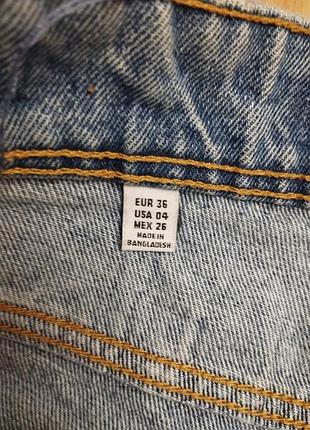 EUR 36
USA 04
MEX 26
MADE IN
BANGLADESH